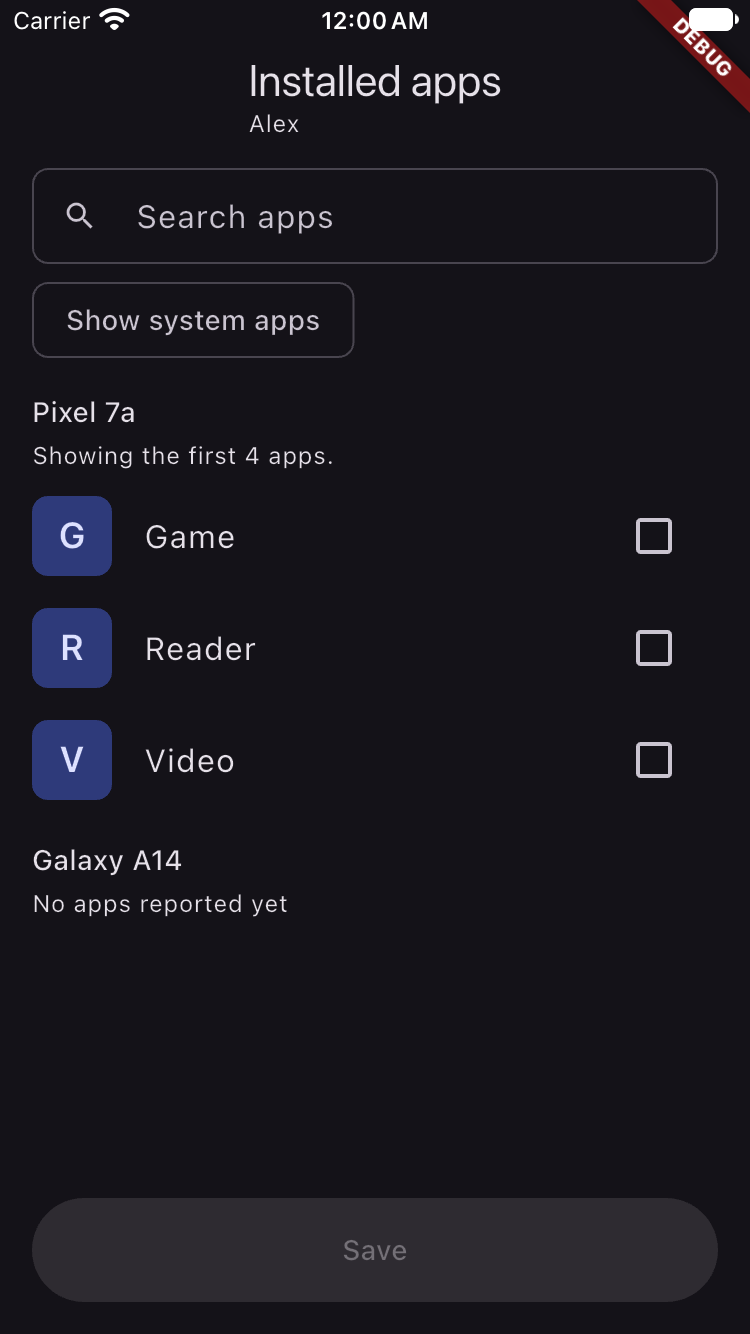 Carrier 12:00 AM
DEBUG
Installed apps
Alex
Search apps
Show system apps
Pixel 7a
Showing the first 4 apps.
G Game
R Reader
V Video
Galaxy A14
No apps reported yet
Save